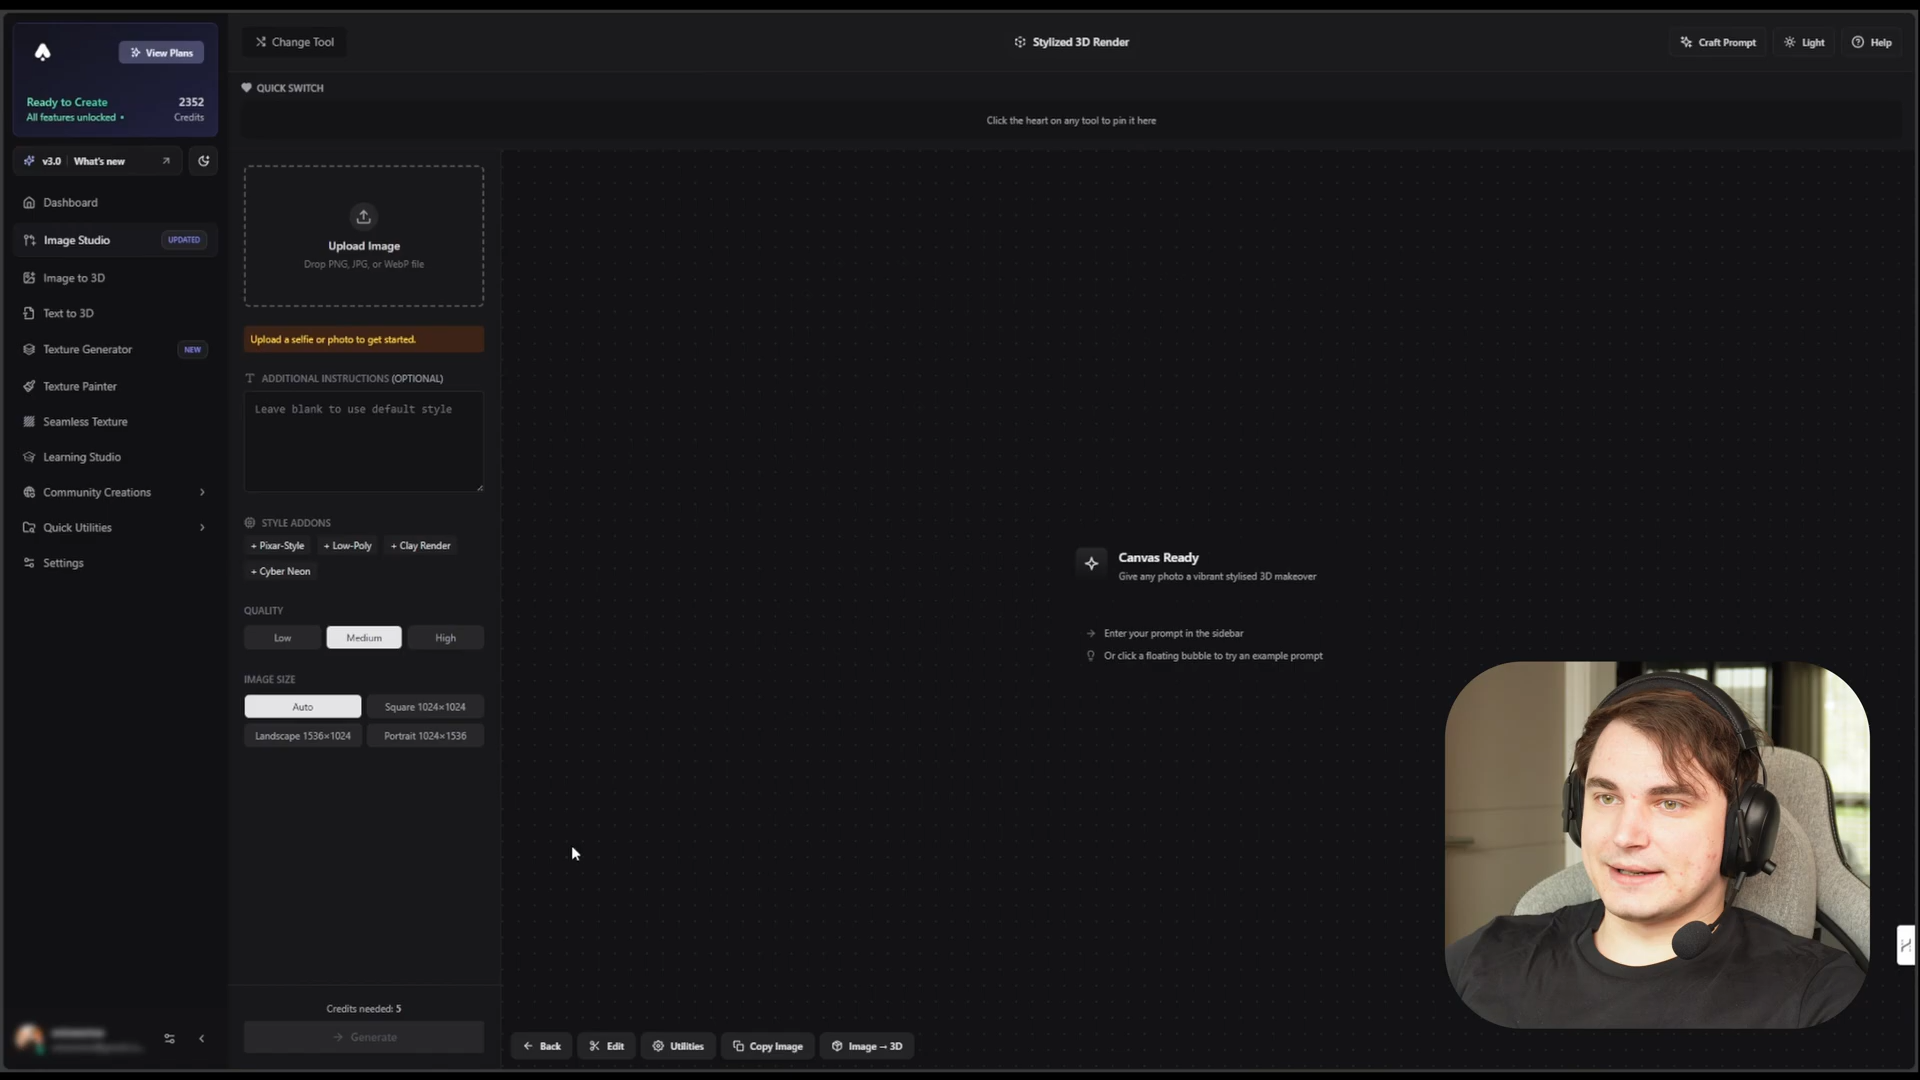 View Plans
Ready to Create
2352
All features unlocked •
Credits
v3.0 | What's new
Dashboard
Image Studio
UPDATED
Image to 3D
Text to 3D
Texture Generator
NEW
Texture Painter
Seamless Texture
Learning Studio
Community Creations
Quick Utilities
Settings
Change Tool
Stylized 3D Render
Craft Prompt
Light
Help
QUICK SWITCH
Click the heart on any tool to pin it here
Upload Image
Drop PNG, JPG, or WebP file
Upload a selfie or photo to get started.
ADDITIONAL INSTRUCTIONS (OPTIONAL)
Leave blank to use default style
STYLE ADDONS
+ Pixar-Style
+ Low-Poly
+ Clay Render
+ Cyber Neon
QUALITY
Low
Medium
High
IMAGE SIZE
Auto
Square 1024×1024
Landscape 1536×1024
Portrait 1024×1536
Credits needed: 5
Generate
Canvas Ready
Give any photo a vibrant stylised 3D makeover
Enter your prompt in the sidebar
Or click a floating bubble to try an example prompt
Back
Edit
Utilities
Copy Image
Image → 3D